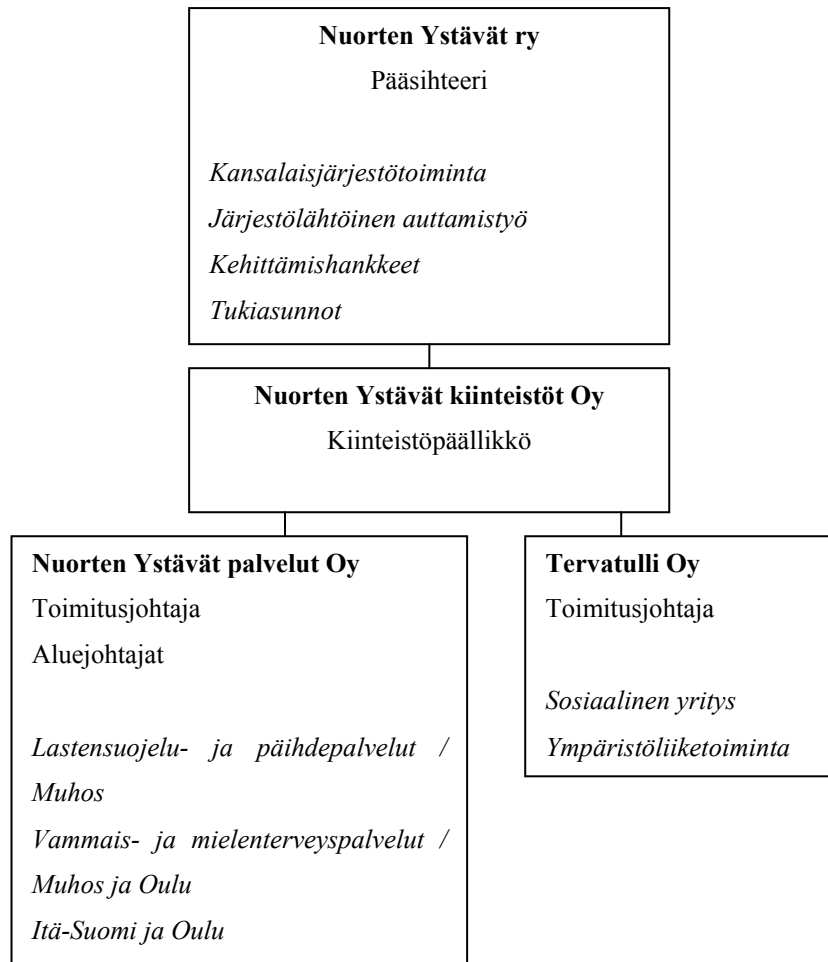 Nuorten Ystävät ry
Pääsihteeri
Kansalaisjärjestötoiminta
Järjestölähtöinen auttamistyö
Kehittämishankkeet
Tukiasunnot
Nuorten Ystävät kiinteistöt Oy
Kiinteistöpäällikkö
Nuorten Ystävät palvelut Oy
Toimitusjohtaja
Aluejohtajat
Lastensuojelu- ja päihdepalvelut /
Muhos
Vammais- ja mielenterveyspalvelut /
Muhos ja Oulu
Itä-Suomi ja Oulu
Tervatulli Oy
Toimitusjohtaja
Sosiaalinen yritys
Ympäristöliiketoiminta